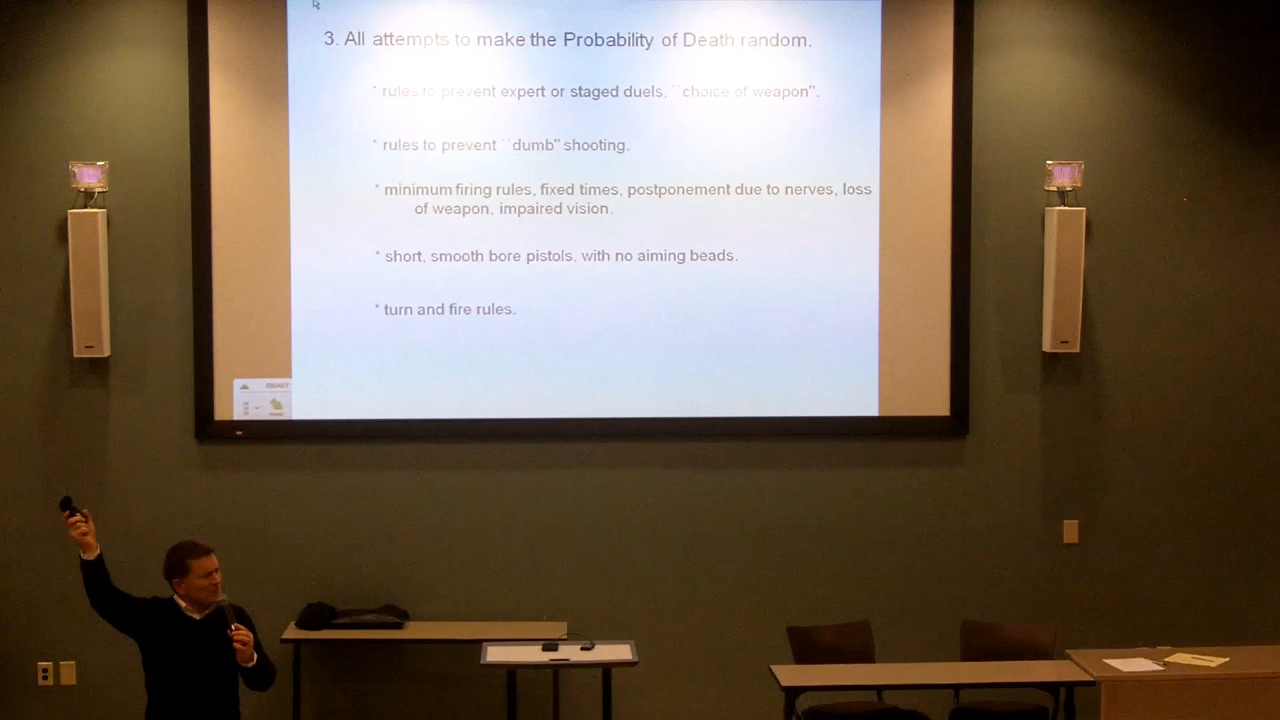 3. All attempts to make the Probability of Death random.
* rules to prevent expert or staged duels, ``choice of weapon".
* rules to prevent ``dumb" shooting.
* minimum firing rules, fixed times, postponement due to nerves, loss
of weapon, impaired vision.
* short, smooth bore pistols, with no aiming beads.
* turn and fire rules.